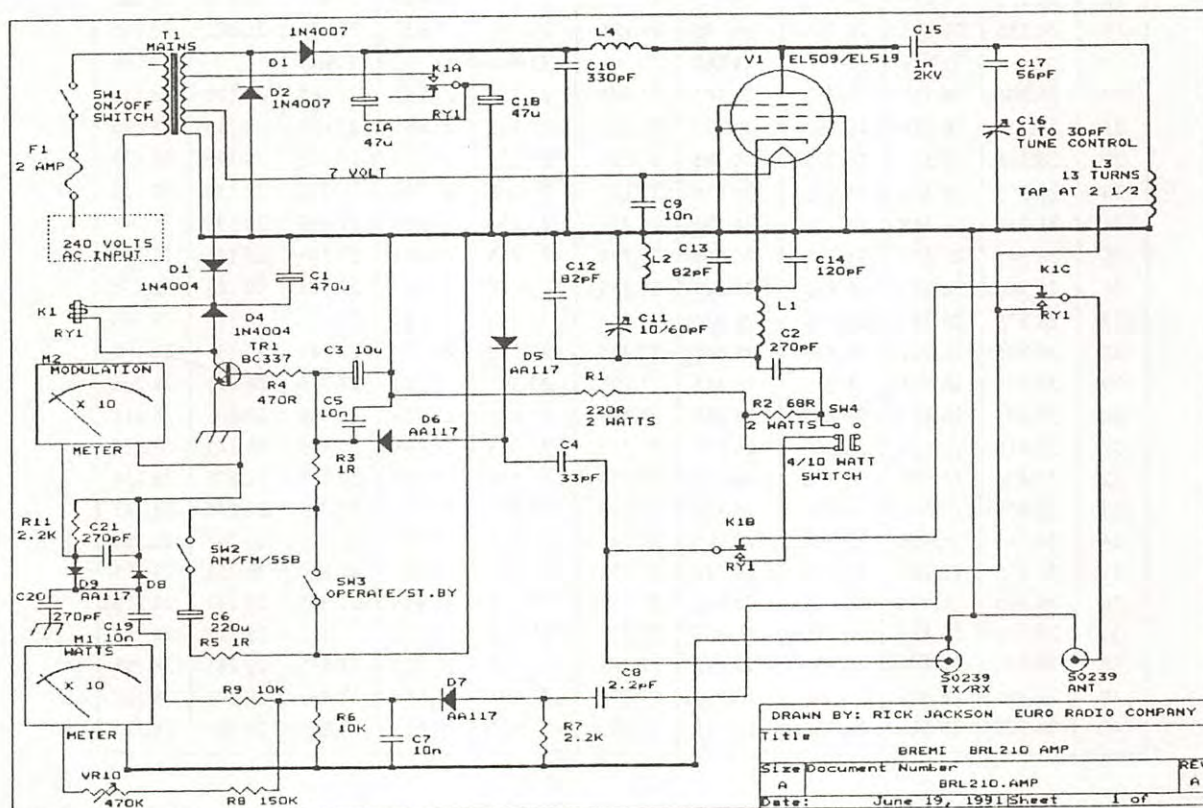 T1
MAINS
1N4007
D1
D2
1N4007
SW1
ON/OFF
SWITCH
F1
2 AMP
240 VOLTS
AC INPUT
K1A
RY1
C1A
47u
C1B
47u
7 VOLT
L4
C10
330pF
V1
EL509/EL519
C15
1n
2KV
C17
56pF
C16
0 TO 30pF
TUNE CONTROL
L3
13 TURNS
TAP AT 2 1/2
C9
10n
L2
C13
82pF
C14
120pF
C12
82pF
C11
10/60pF
L1
C2
270pF
K1C
RY1
D1
1N4004
C1
470u
K1
RY1
D4
1N4004
TR1
BC337
M2
MODULATION
X 10
METER
R4
470R
C3 10u
C5
10n
D5
AA117
D6
AA117
R1
220R
2 WATTS
R2 68R
2 WATTS
SW4
4/10 WATT
SWITCH
R3
1R
C4
33pF
K1B
RY1
R11
2.2K
C21
270pF
D9
AA117
D8
C20
270pF
C19
10n
SW2
AM/FM/SSB
SW3
OPERATE/ST.BY
C6
220u
R5 1R
M1
WATTS
X 10
METER
R9 10K
R6
10K
D7
AA117
C7
10n
C8
2.2pF
R7
2.2K
VR10
470K
R8 150K
SO239
TX/RX
SO239
ANT
DRAWN BY: RICK JACKSON EURO RADIO COMPANY
Title
BREMI BRL210 AMP
Size
Document Number
REV
A
BRL210.AMP
A
Date: June 19, 1991
Sheet 1 of